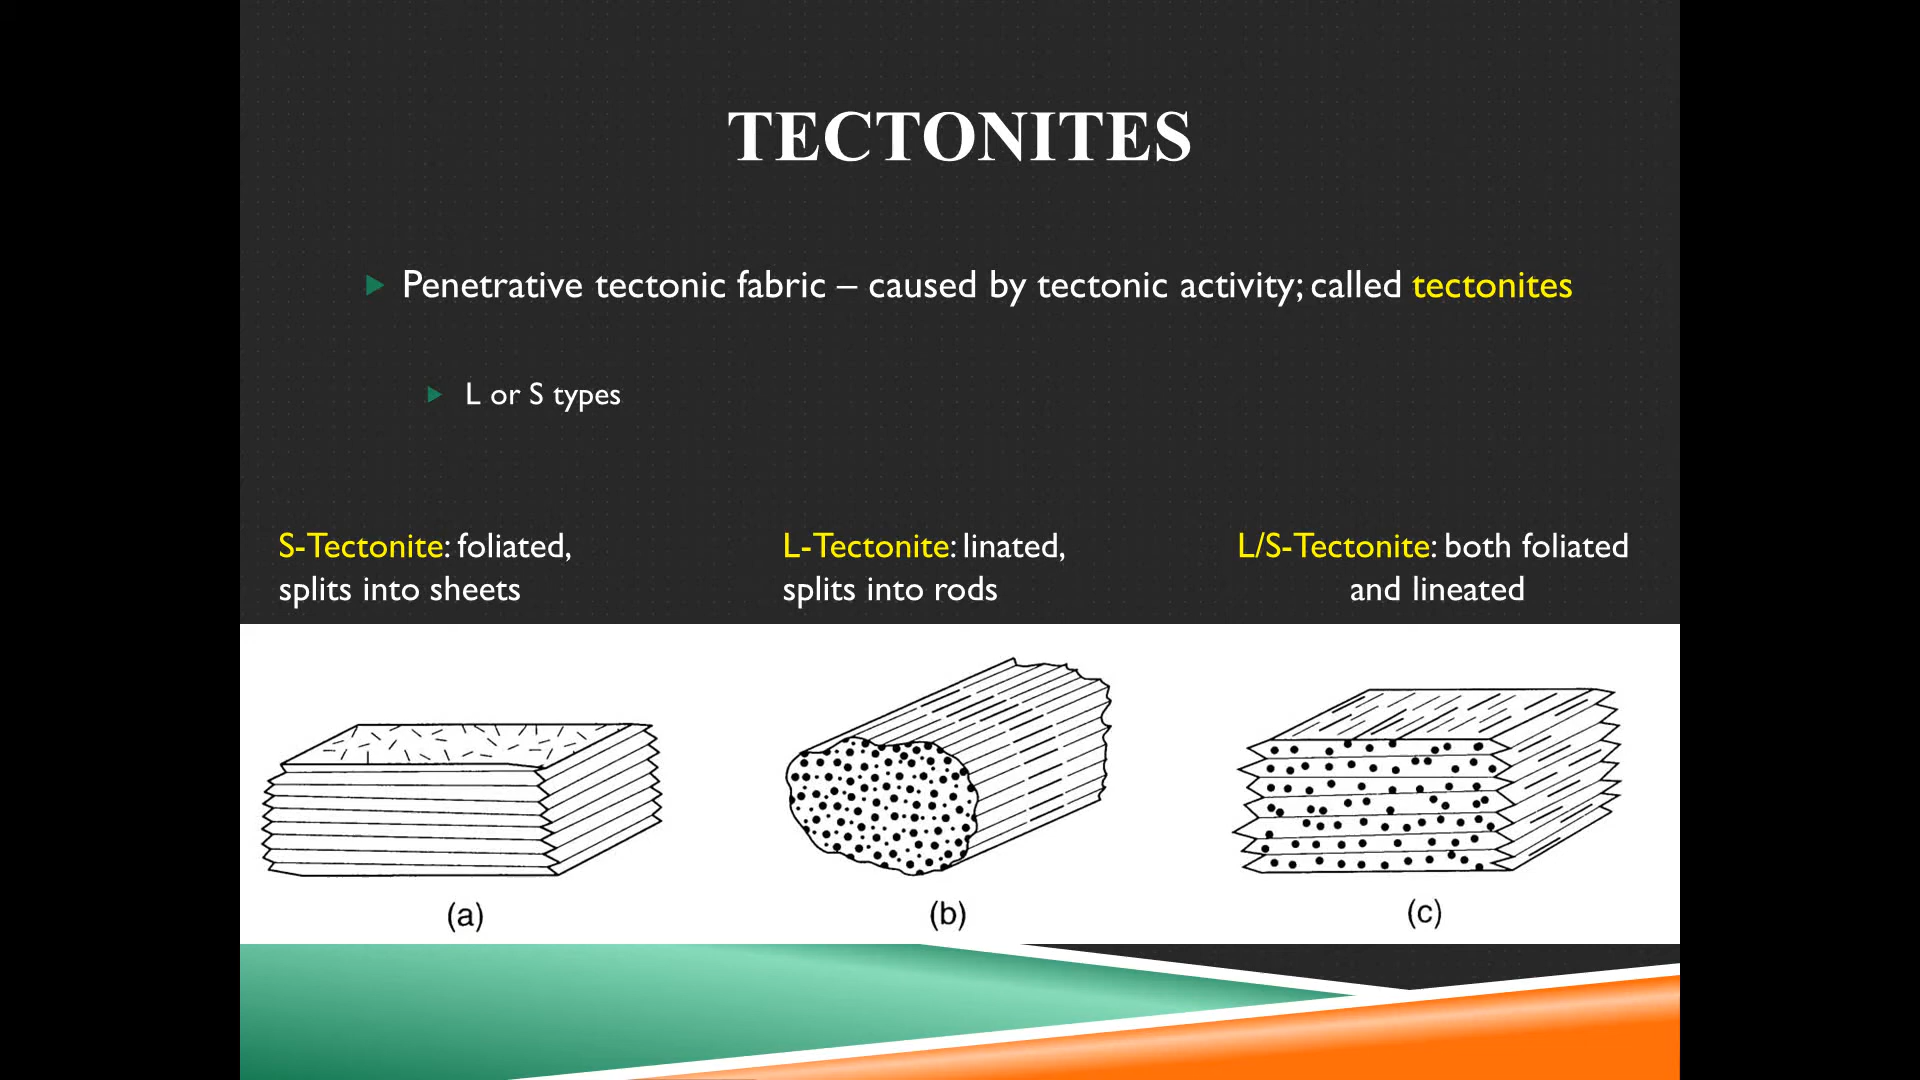 TECTONITES
Penetrative tectonic fabric – caused by tectonic activity; called tectonites
L or S types
S-Tectonite: foliated,
splits into sheets
L-Tectonite: linated,
splits into rods
L/S-Tectonite: both foliated
and lineated
(a)
(b)
(c)